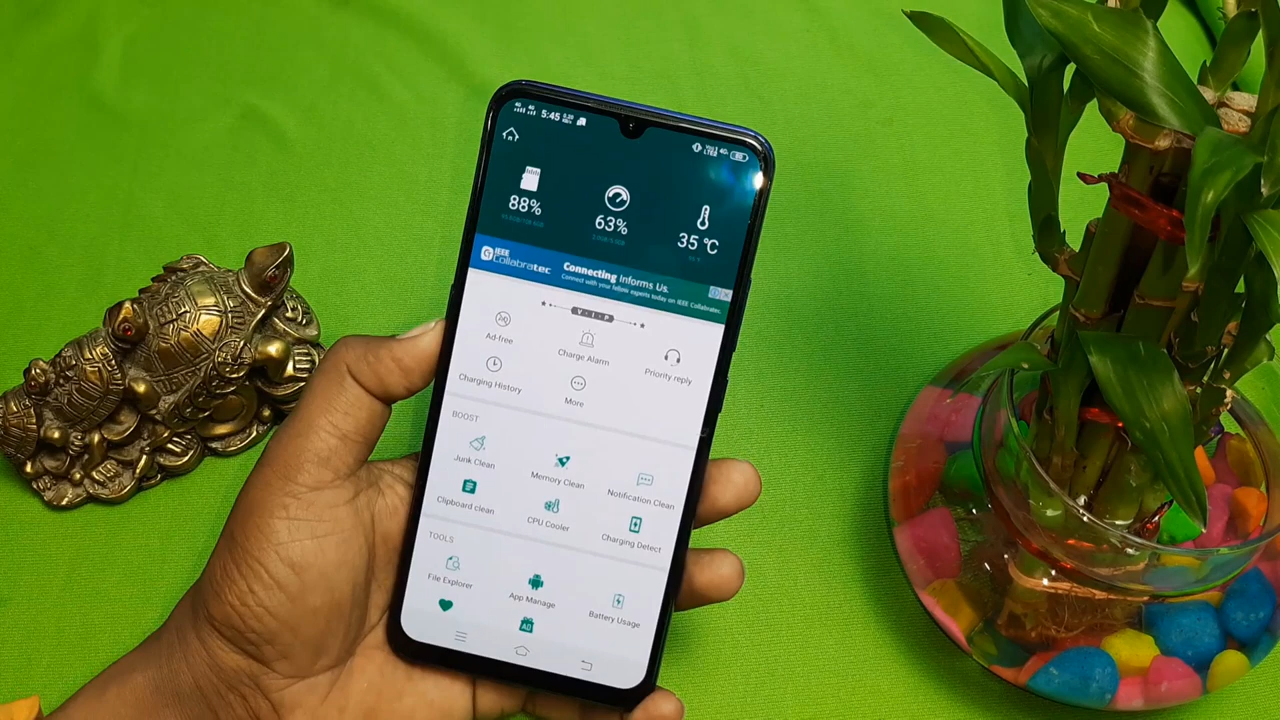 5:45
88%
63%
35 °C
IEEE
Collabratec
Connecting Informs Us.
Connect with your fellow experts today on IEEE Collabratec.
V·I·P
Ad-free
Charge Alarm
Priority reply
Charging History
More
BOOST
Junk Clean
Memory Clean
Notification Clean
Clipboard clean
CPU Cooler
Charging Detect
TOOLS
File Explorer
App Manage
Battery Usage
AD